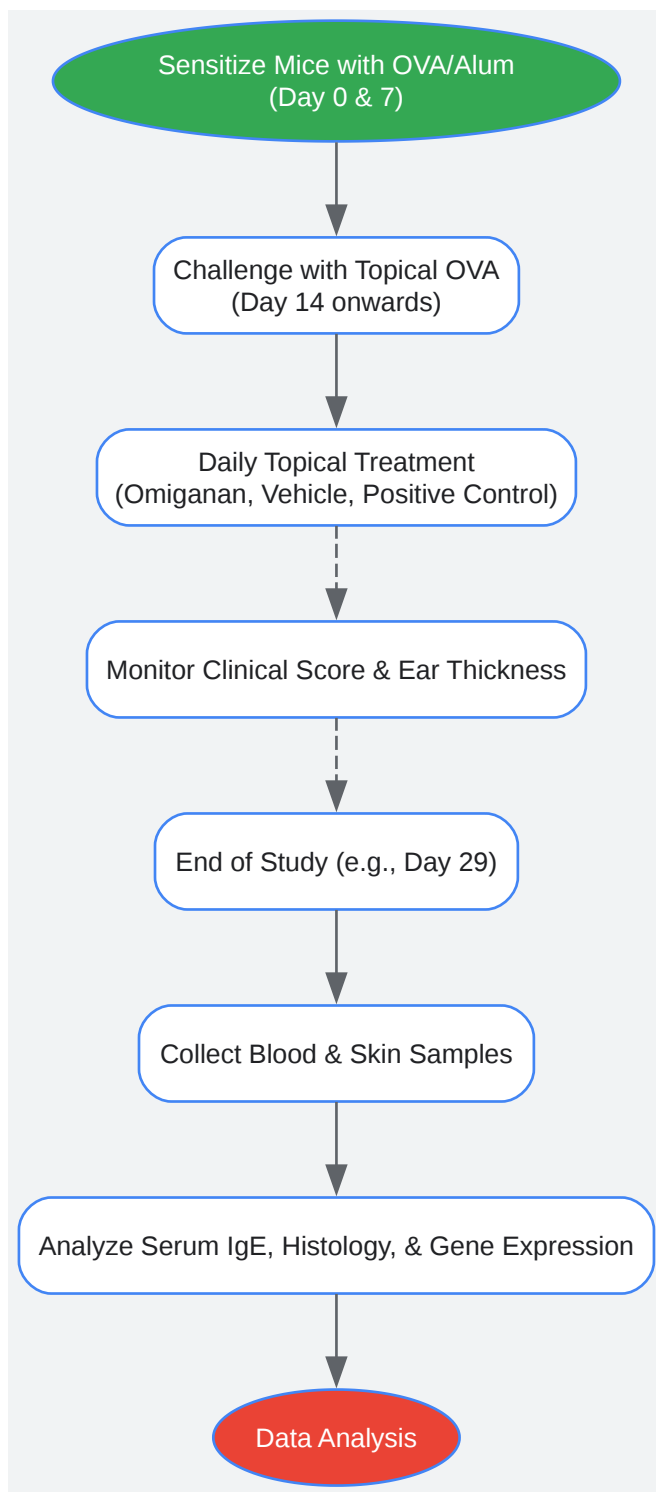 Sensitize Mice with OVA/Alum
(Day 0 & 7)
Challenge with Topical OVA
(Day 14 onwards)
Daily Topical Treatment
(Omiganan, Vehicle, Positive Control)
Monitor Clinical Score & Ear Thickness
End of Study (e.g., Day 29)
Collect Blood & Skin Samples
Analyze Serum IgE, Histology, & Gene Expression
Data Analysis